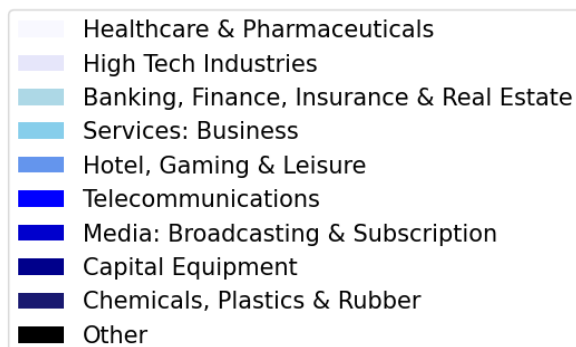 Healthcare & Pharmaceuticals
High Tech Industries
Banking, Finance, Insurance & Real Estate
Services: Business
Hotel, Gaming & Leisure
Telecommunications
Media: Broadcasting & Subscription
Capital Equipment
Chemicals, Plastics & Rubber
Other